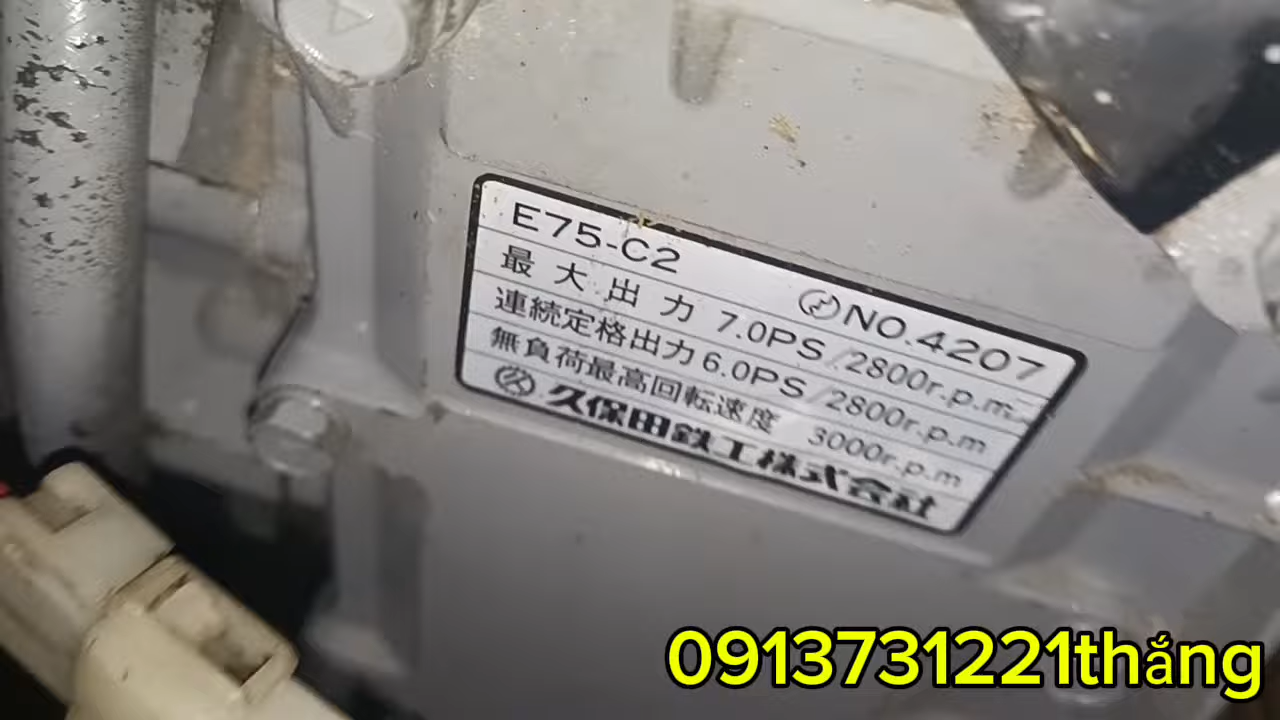 E75-C2
NO.4207
最大出力 7.0PS/2800r.p.m
連続定格出力 6.0PS/2800r.p.m
無負荷最高回転速度 3000r.p.m
久保田鉄工株式会社
0913731221thắng